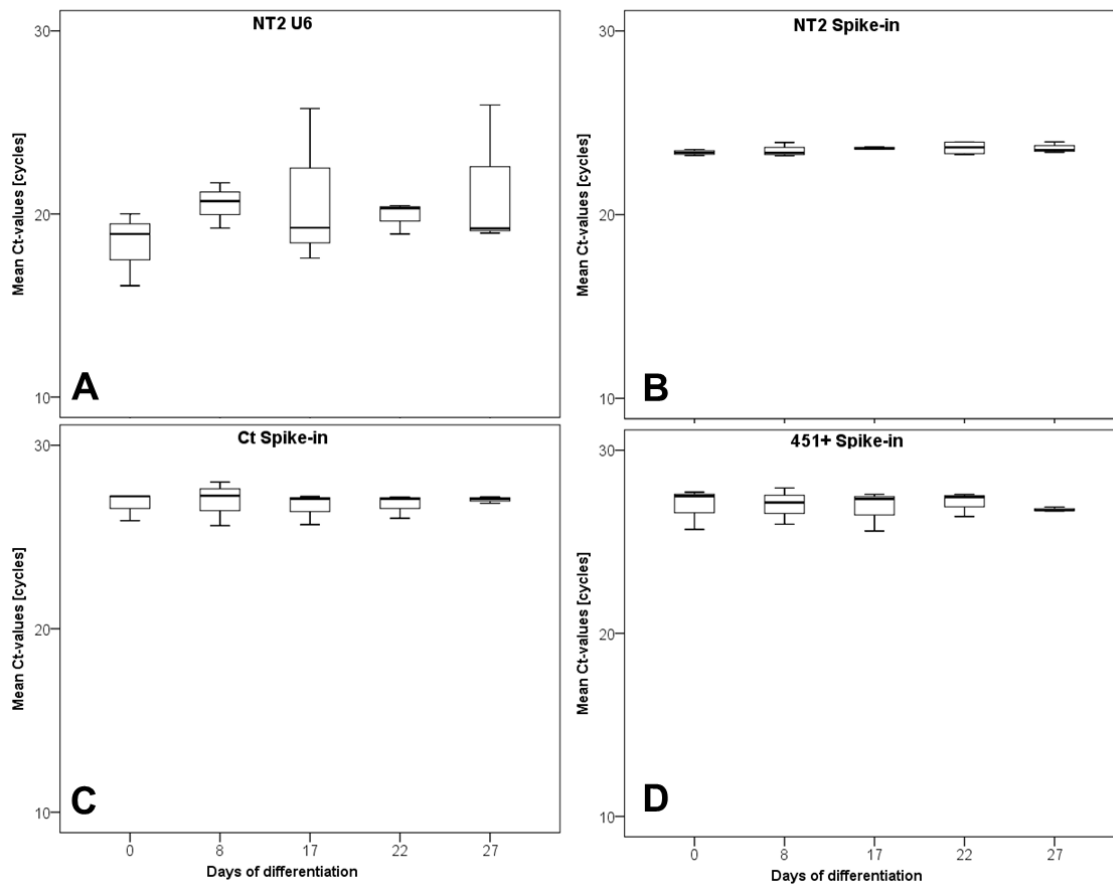 NT2 U6
30
20
10
Mean Ct-values [cycles]
A
NT2 Spike-in
30
20
10
Mean Ct-values [cycles]
B
Ct Spike-in
30
20
10
Mean Ct-values [cycles]
C
0 8 17 22 27
Days of differentiation
451+ Spike-in
30
20
10
Mean Ct-values [cycles]
D
0 8 17 22 27
Days of differentiation